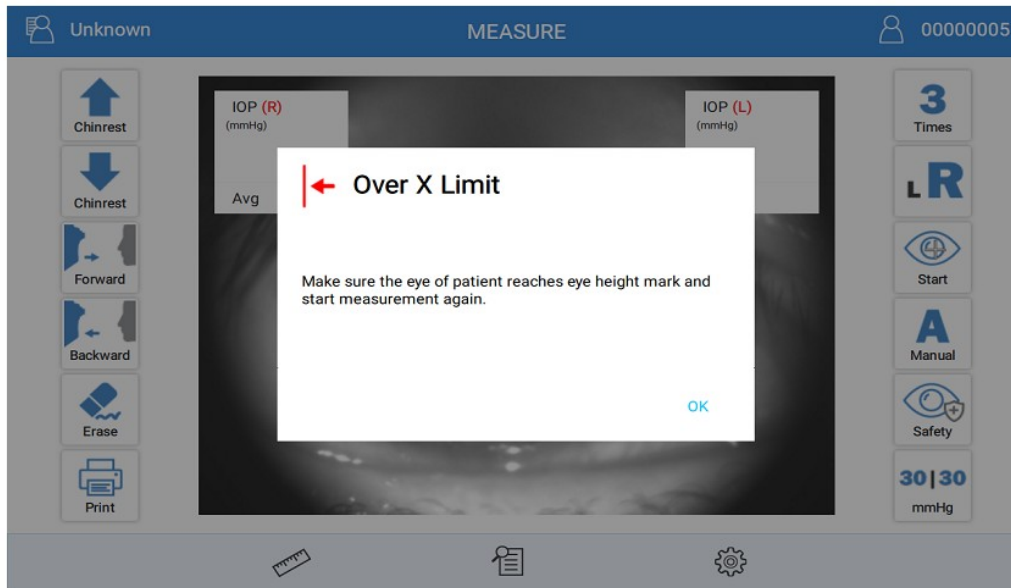 Unknown
MEASURE
00000005
Chinrest
Chinrest
Forward
Backward
Erase
Print
IOP (R)
(mmHg)
Avg
IOP (L)
(mmHg)
Over X Limit
Make sure the eye of patient reaches eye height mark and
start measurement again.
OK
3
Times
L R
Start
A
Manual
Safety
30|30
mmHg